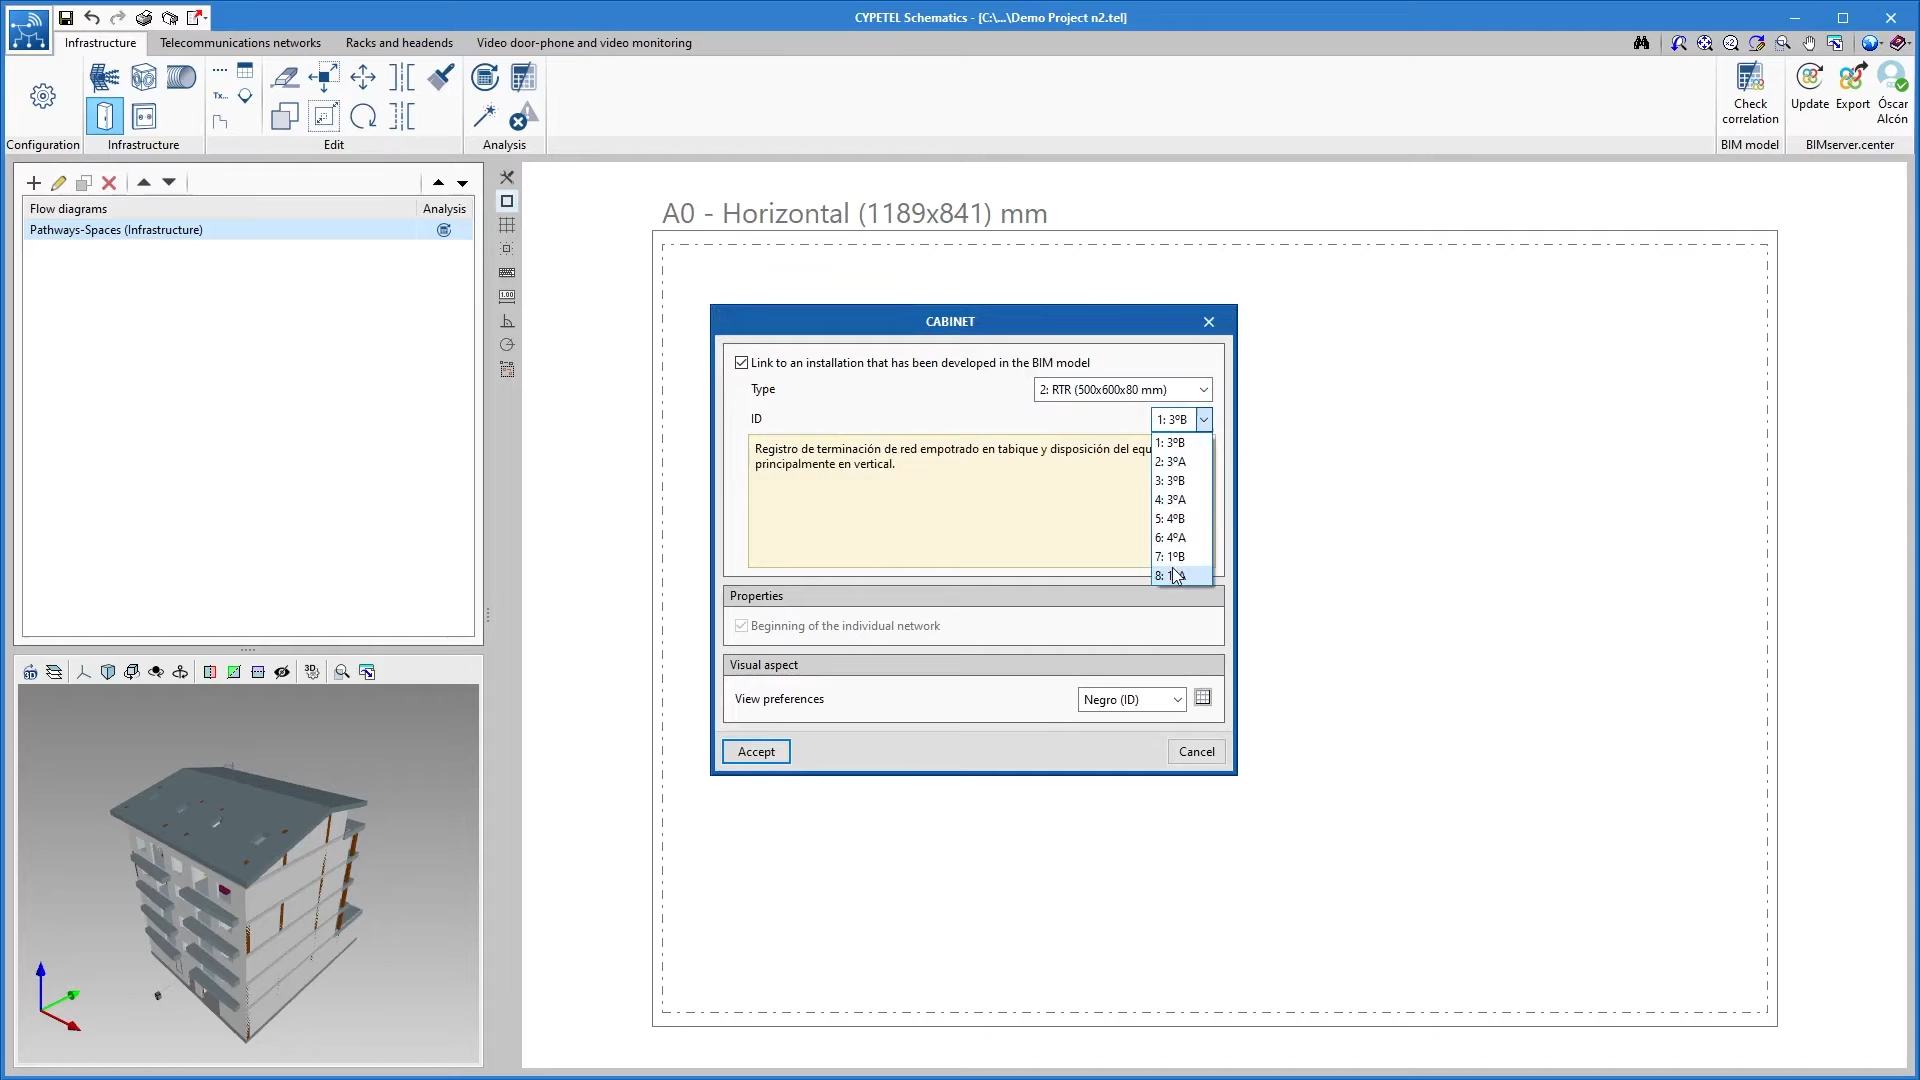 CYPETEL Schematics - [C:\...\Demo Project n2.tel]
Infrastructure
Telecommunications networks
Racks and headends
Video door-phone and video monitoring
Tx...
Check
correlation
Update
Export
Óscar
Alcón
Configuration
Infrastructure
Edit
Analysis
BIM model
BIMserver.center
Flow diagrams
Analysis
Pathways-Spaces (Infrastructure)
1.00
A0 - Horizontal (1189x841) mm
CABINET
Link to an installation that has been developed in the BIM model
Type
2: RTR (500x600x80 mm)
ID
1: 3ºB
Registro de terminación de red empotrado en tabique y disposición del equ
principalmente en vertical.
1: 3ºB
2: 3ºA
3: 3ºB
4: 3ºA
5: 4ºB
6: 4ºA
7: 1ºB
Properties
Beginning of the individual network
Visual aspect
View preferences
Negro (ID)
Accept
Cancel
3D
3D